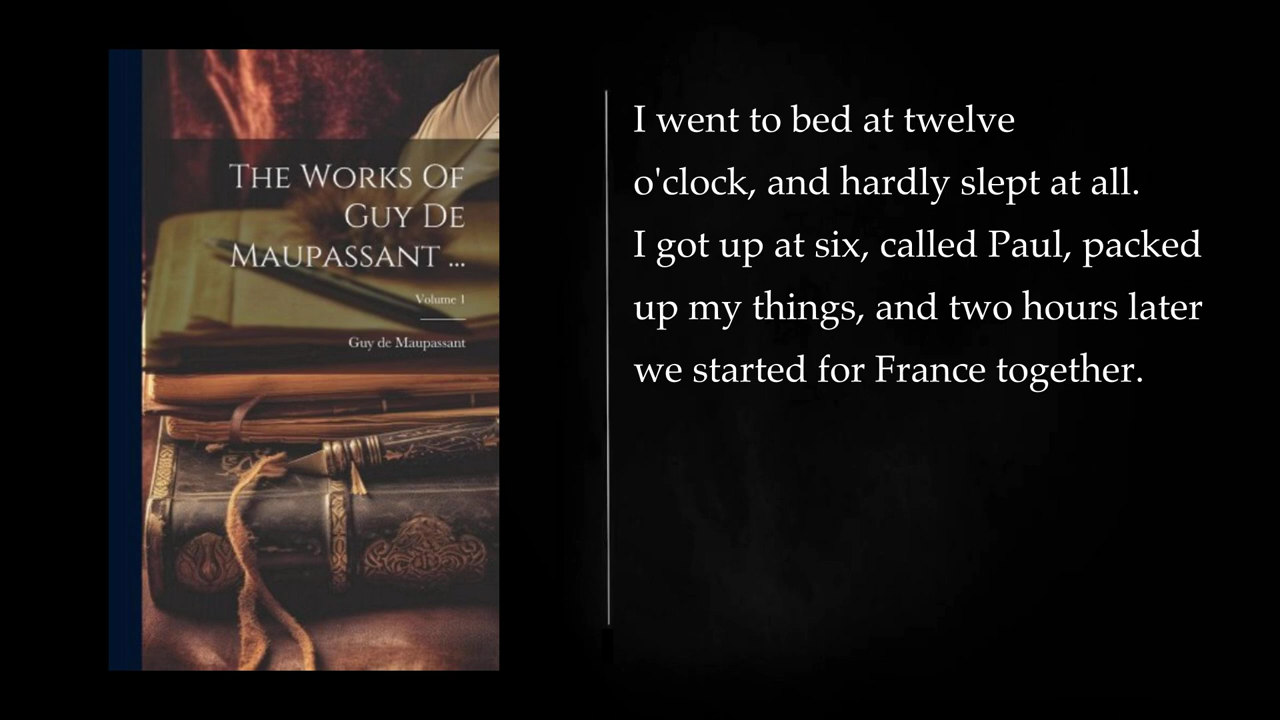 The Works Of
Guy De
Maupassant ...
Volume 1
Guy de Maupassant
I went to bed at twelve
o'clock, and hardly slept at all.
I got up at six, called Paul, packed
up my things, and two hours later
we started for France together.